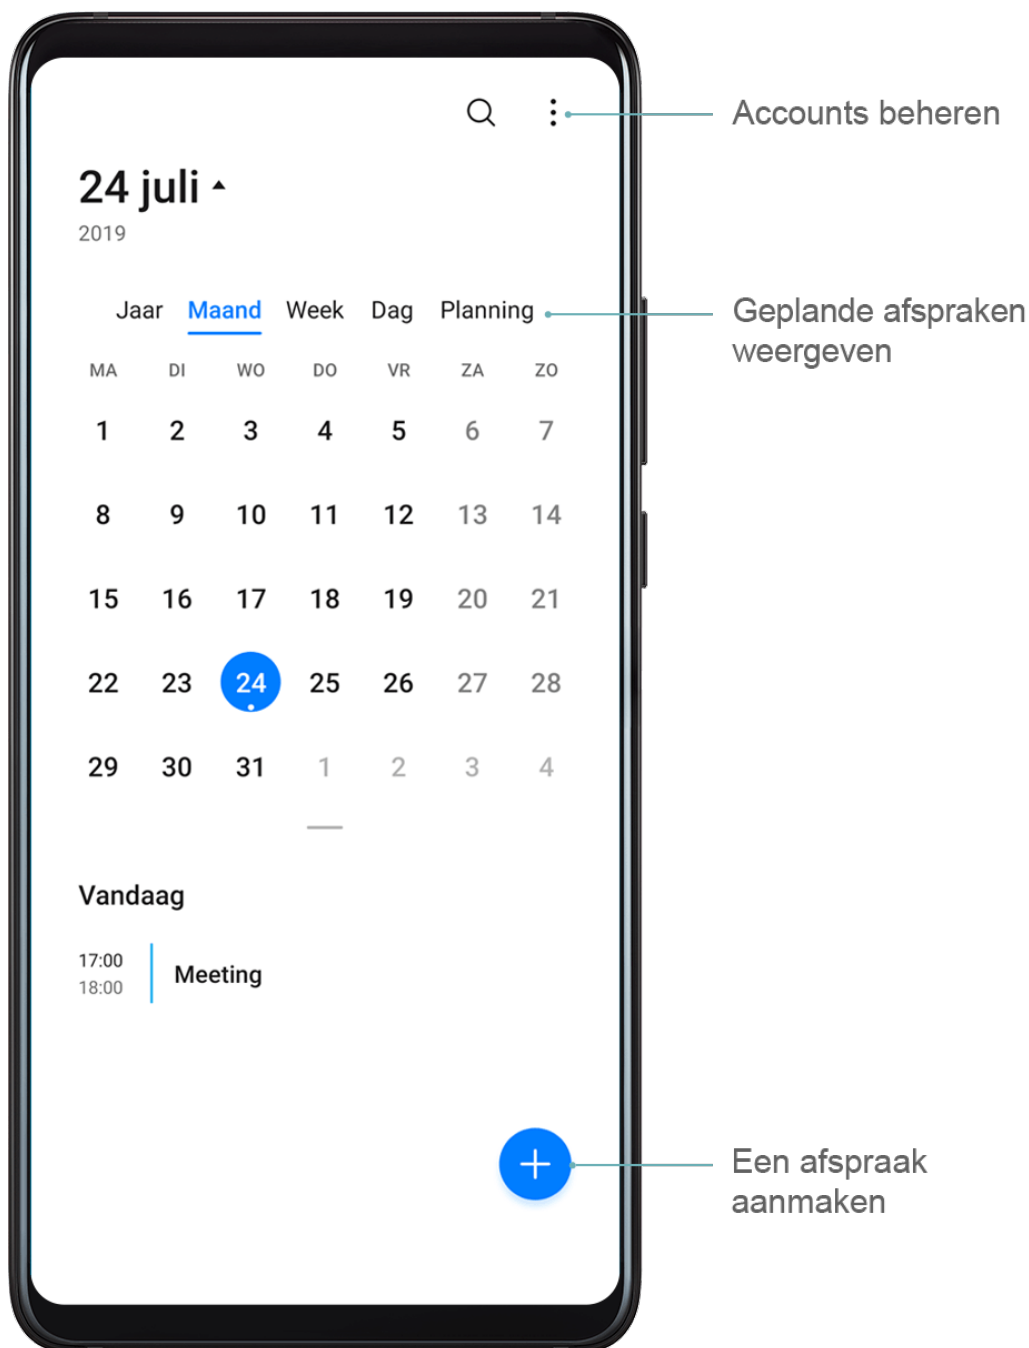 Accounts beheren
24 juli
2019
Jaar Maand Week Dag Planning
Geplande afspraken
weergeven
MA DI WO DO VR ZA ZO
1 2 3 4 5 6 7
8 9 10 11 12 13 14
15 16 17 18 19 20 21
22 23 24 25 26 27 28
29 30 31 1 2 3 4
Vandaag
17:00
18:00
Meeting
Een afspraak
aanmaken